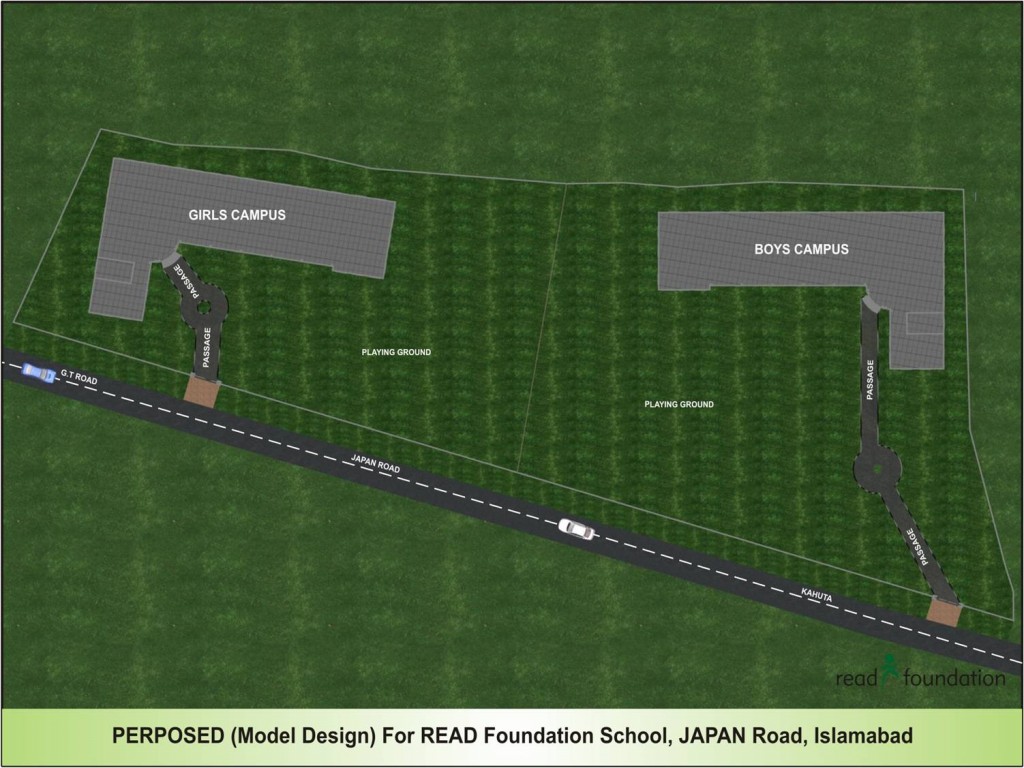 GIRLS CAMPUS
BOYS CAMPUS
PASSAGE
PASSAGE
PLAYING GROUND
PASSAGE
G.T ROAD
PLAYING GROUND
JAPAN ROAD
PASSAGE
KAHUTA
read foundation
PERPOSED (Model Design) For READ Foundation School, JAPAN Road, Islamabad